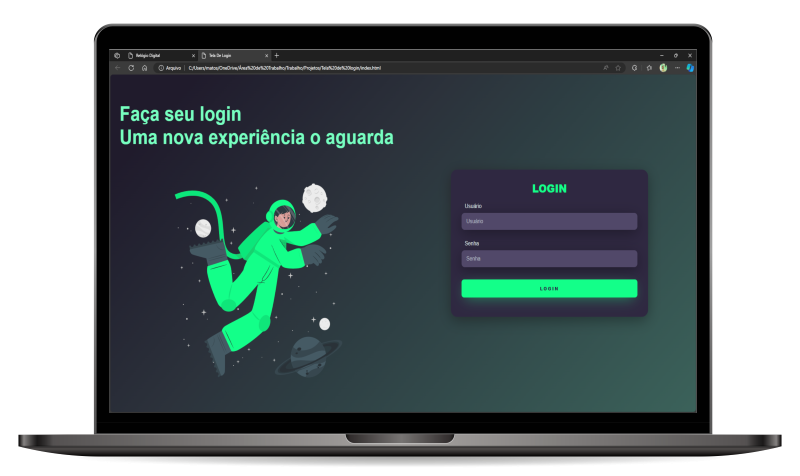 Relógio Digital
Tela De Login
Arquivo C:/Users/matos/OneDrive/Área%20de%20Trabalho/Trabalho/Projetos/Tela%20de%20login/index.html
Faça seu login
Uma nova experiência o aguarda
LOGIN
Usuário
Usuário
Senha
Senha
LOGIN